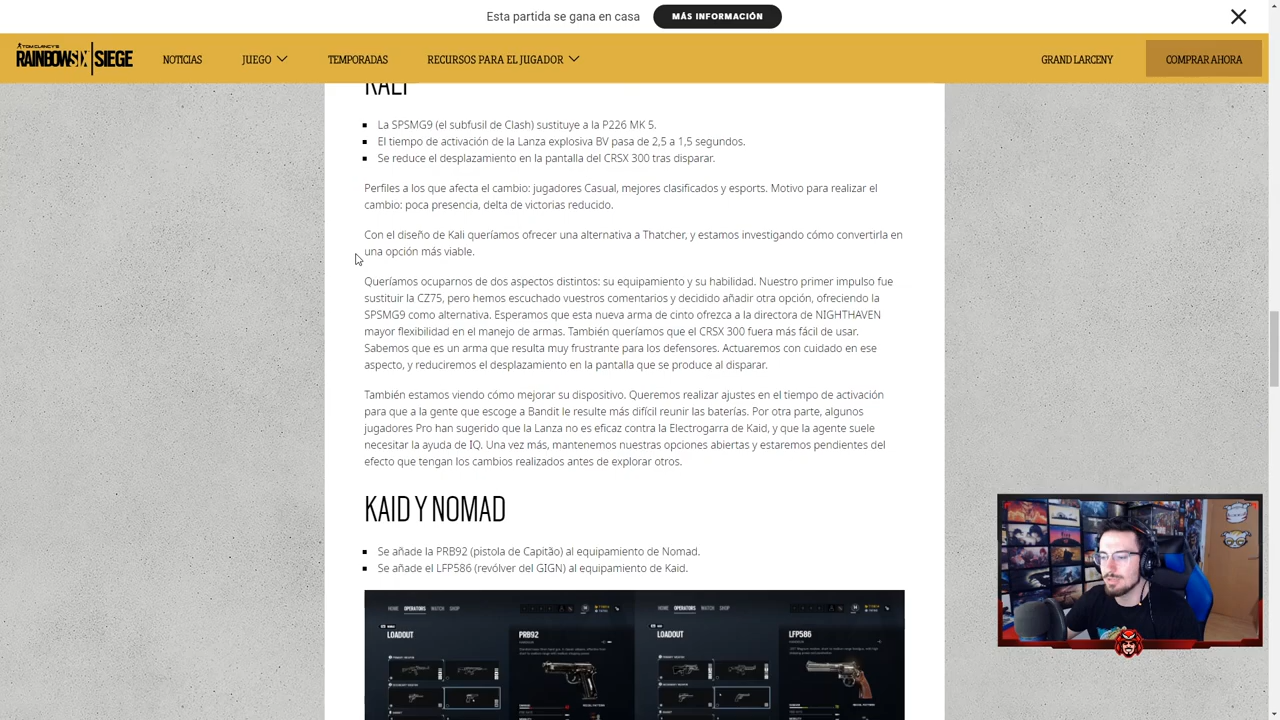 Esta partida se gana en casa
MÁS INFORMACIÓN
TOM CLANCY'S
RAINBOWSIX | SIEGE
NOTICIAS
JUEGO
TEMPORADAS
RECURSOS PARA EL JUGADOR
GRAND LARCENY
COMPRAR AHORA
KALI
La SPSMG9 (el subfusil de Clash) sustituye a la P226 MK 5.
El tiempo de activación de la Lanza explosiva BV pasa de 2,5 a 1,5 segundos.
Se reduce el desplazamiento en la pantalla del CRSX 300 tras disparar.
Perfiles a los que afecta el cambio: jugadores Casual, mejores clasificados y esports. Motivo para realizar el
cambio: poca presencia, delta de victorias reducido.
Con el diseño de Kali queríamos ofrecer una alternativa a Thatcher, y estamos investigando cómo convertirla en
una opción más viable.
Queríamos ocuparnos de dos aspectos distintos: su equipamiento y su habilidad. Nuestro primer impulso fue
sustituir la CZ75, pero hemos escuchado vuestros comentarios y decidido añadir otra opción, ofreciendo la
SPSMG9 como alternativa. Esperamos que esta nueva arma de cinto ofrezca a la directora de NIGHTHAVEN
mayor flexibilidad en el manejo de armas. También queríamos que el CRSX 300 fuera más fácil de usar.
Sabemos que es un arma que resulta muy frustrante para los defensores. Actuaremos con cuidado en ese
aspecto, y reduciremos el desplazamiento en la pantalla que se produce al disparar.
También estamos viendo cómo mejorar su dispositivo. Queremos realizar ajustes en el tiempo de activación
para que a la gente que escoge a Bandit le resulte más difícil reunir las baterías. Por otra parte, algunos
jugadores Pro han sugerido que la Lanza no es eficaz contra la Electrogarra de Kaid, y que la agente suele
necesitar la ayuda de IQ. Una vez más, mantenemos nuestras opciones abiertas y estaremos pendientes del
efecto que tengan los cambios realizados antes de explorar otros.
KAID Y NOMAD
Se añade la PRB92 (pistola de Capitão) al equipamiento de Nomad.
Se añade el LFP586 (revólver del GIGN) al equipamiento de Kaid.
HOME OPERATORS WATCH SHOP
HOME OPERATORS WATCH SHOP
LOADOUT
PRB92
LOADOUT
LFP586